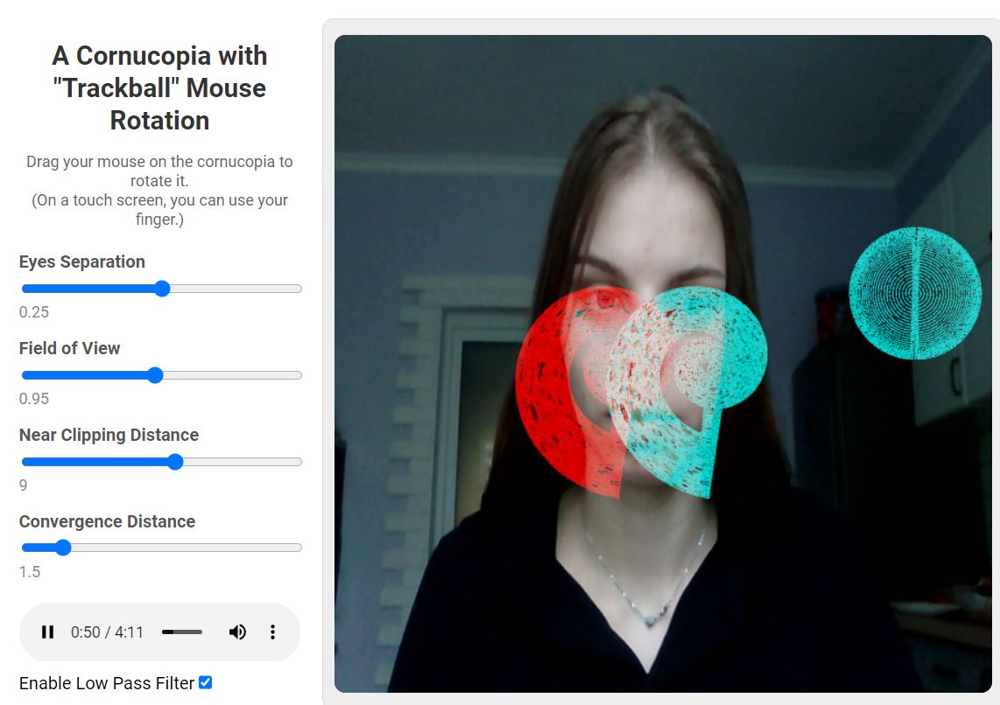 A Cornucopia with
"Trackball" Mouse
Rotation
Drag your mouse on the cornucopia to
rotate it.
(On a touch screen, you can use your
finger.)
Eyes Separation
0.25
Field of View
0.95
Near Clipping Distance
9
Convergence Distance
1.5
0:50 / 4:11
Enable Low Pass Filter